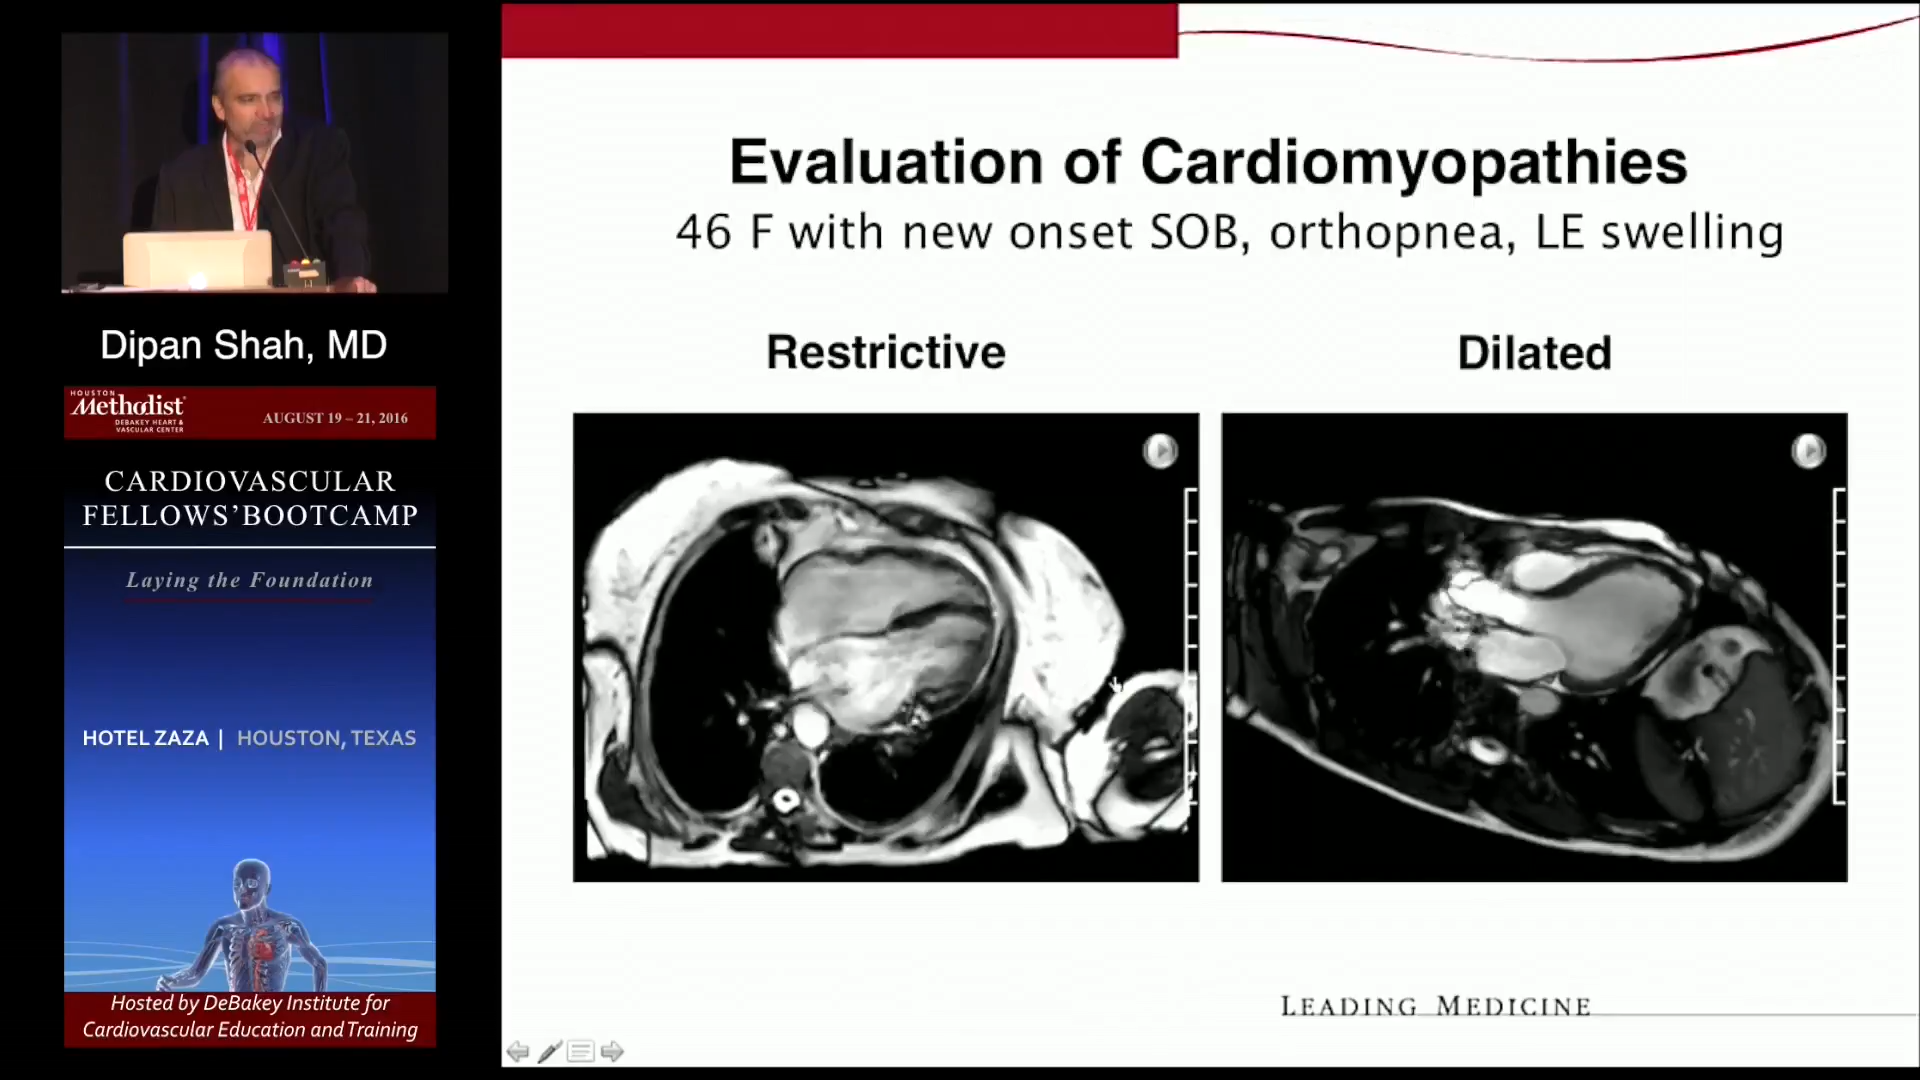 Dipan Shah, MD
HOUSTON
Methodist
DEBAKEY HEART &
VASCULAR CENTER
AUGUST 19 – 21, 2016
CARDIOVASCULAR
FELLOWS’BOOTCAMP
Laying the Foundation
HOTEL ZAZA | HOUSTON, TEXAS
Hosted by DeBakey Institute for
Cardiovascular Education and Training
Evaluation of Cardiomyopathies
46 F with new onset SOB, orthopnea, LE swelling
Restrictive
Dilated
LEADING MEDICINE